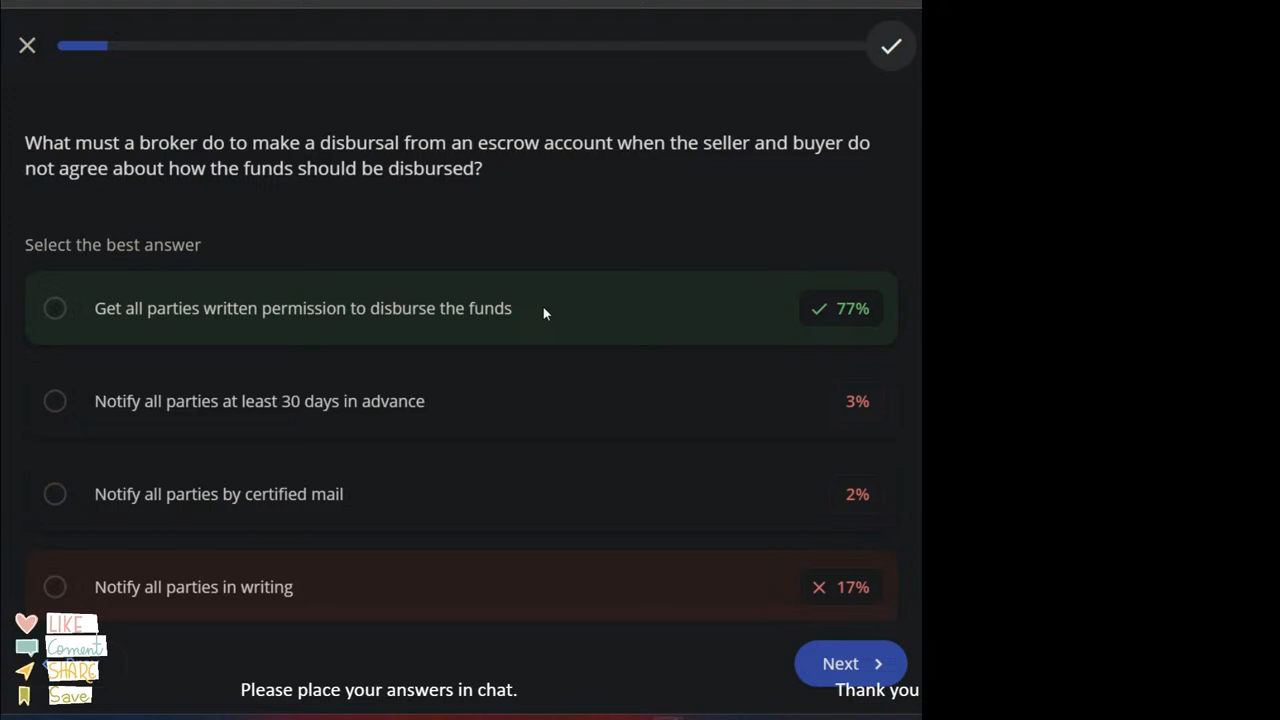 What must a broker do to make a disbursal from an escrow account when the seller and buyer do
not agree about how the funds should be disbursed?
Select the best answer
Get all parties written permission to disburse the funds
77%
Notify all parties at least 30 days in advance
3%
Notify all parties by certified mail
2%
Notify all parties in writing
17%
LIKE
Coment
SHARE
Save
Next
Please place your answers in chat.
Thank you